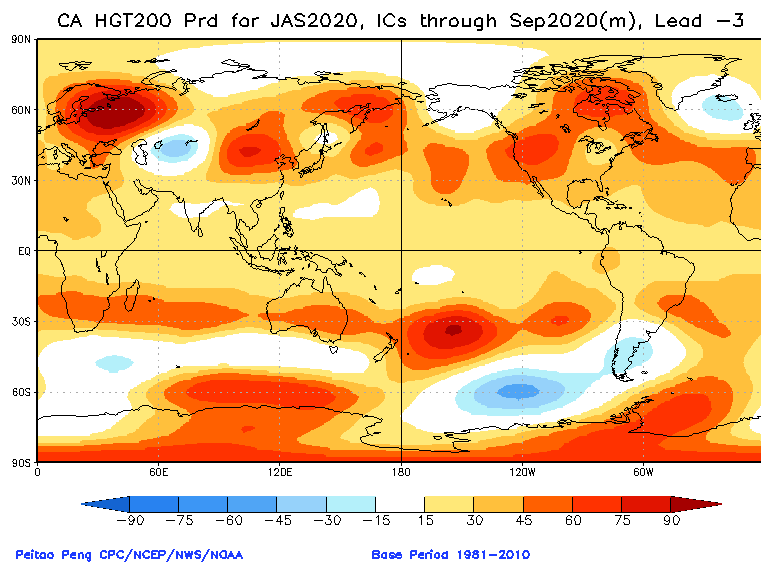 CA HGT200 Prd for JAS2020, ICs through Sep2020(m), Lead −3
90N
60N
30N
EQ
30S
60S
90S
0 60E 120E 180 120W 60W
−90 −75 −60 −45 −30 −15 15 30 45 60 75 90
Peitao Peng CPC/NCEP/NWS/NOAA Base Period 1981−2010